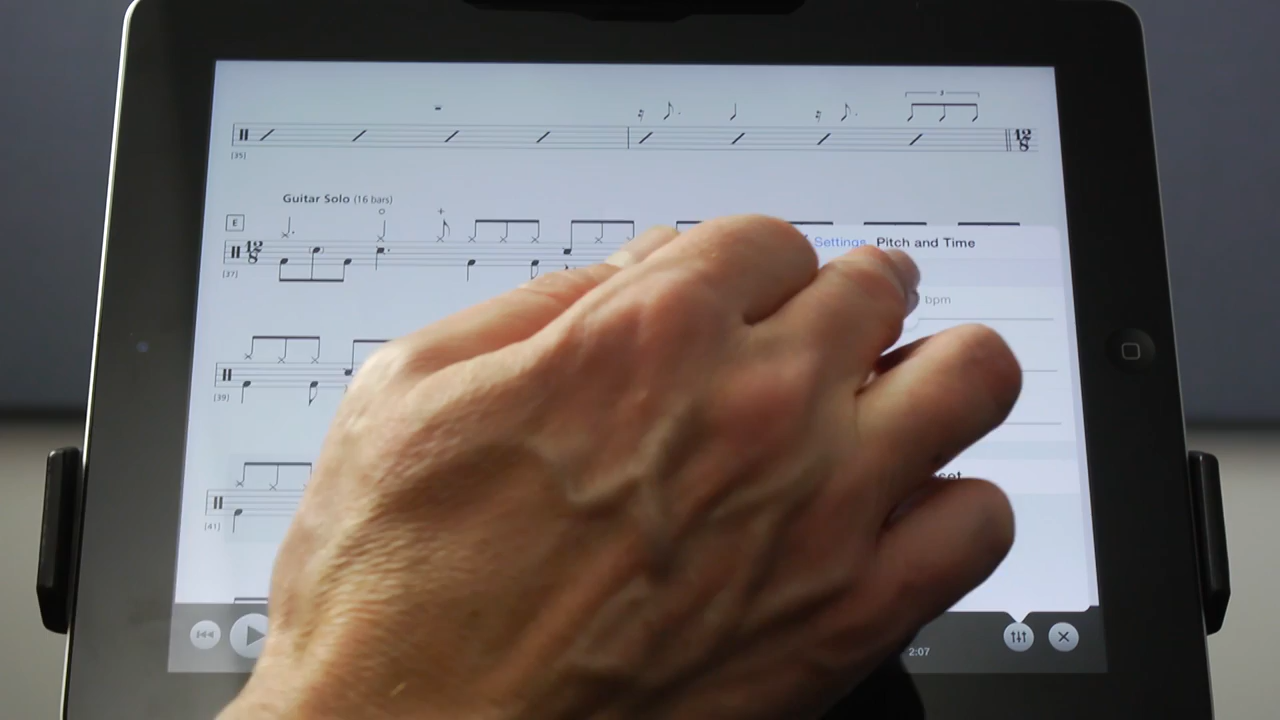 3
12
8
[35]
Guitar Solo (16 bars)
E
12
8
[37]
Settings Pitch and Time
bpm
[39]
[41]
2:07